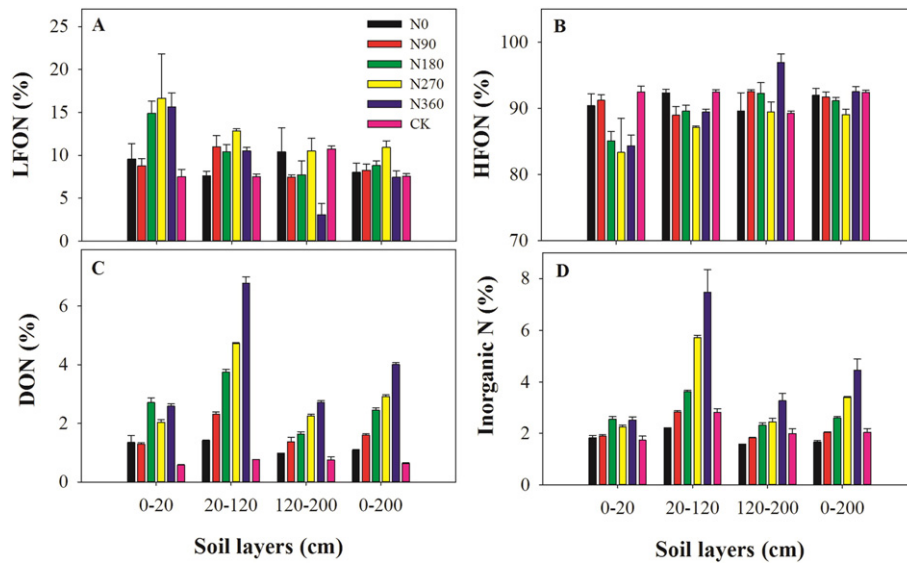 A
LFON (%)
25
20
15
10
5
0
N0
N90
N180
N270
N360
CK
B
HFON (%)
100
90
80
70
C
DON (%)
6
4
2
0
0-20
20-120
120-200
0-200
Soil layers (cm)
D
Inorganic N (%)
8
6
4
2
0
0-20
20-120
120-200
0-200
Soil layers (cm)